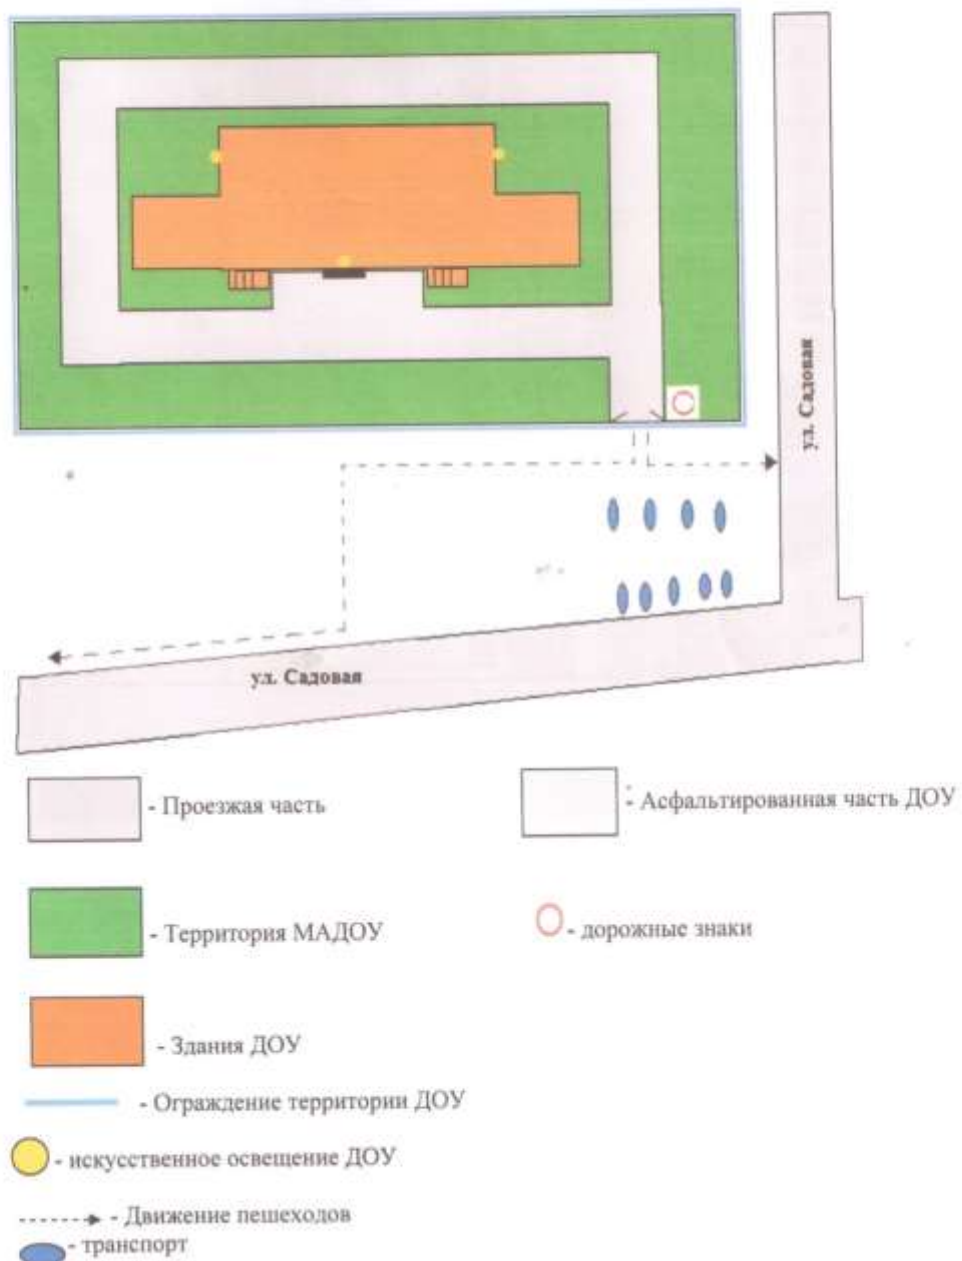 ул. Садовая
ул. Садовая
- Проезжая часть
- Асфальтированная часть ДОУ
- Территория МАДОУ
- дорожные знаки
- Здания ДОУ
- Ограждение территории ДОУ
- искусственное освещение ДОУ
- Движение пешеходов
- транспорт